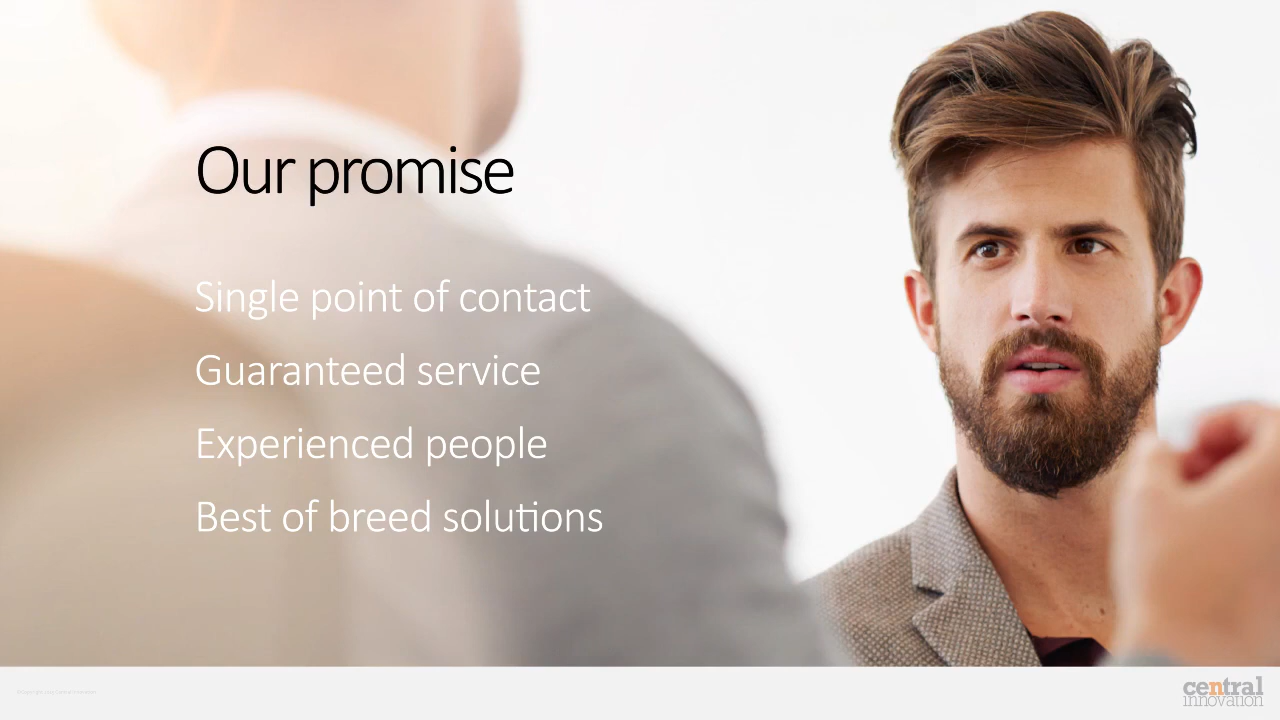 Our promise
Single point of contact
Guaranteed service
Experienced people
Best of breed solutions
central
innovation